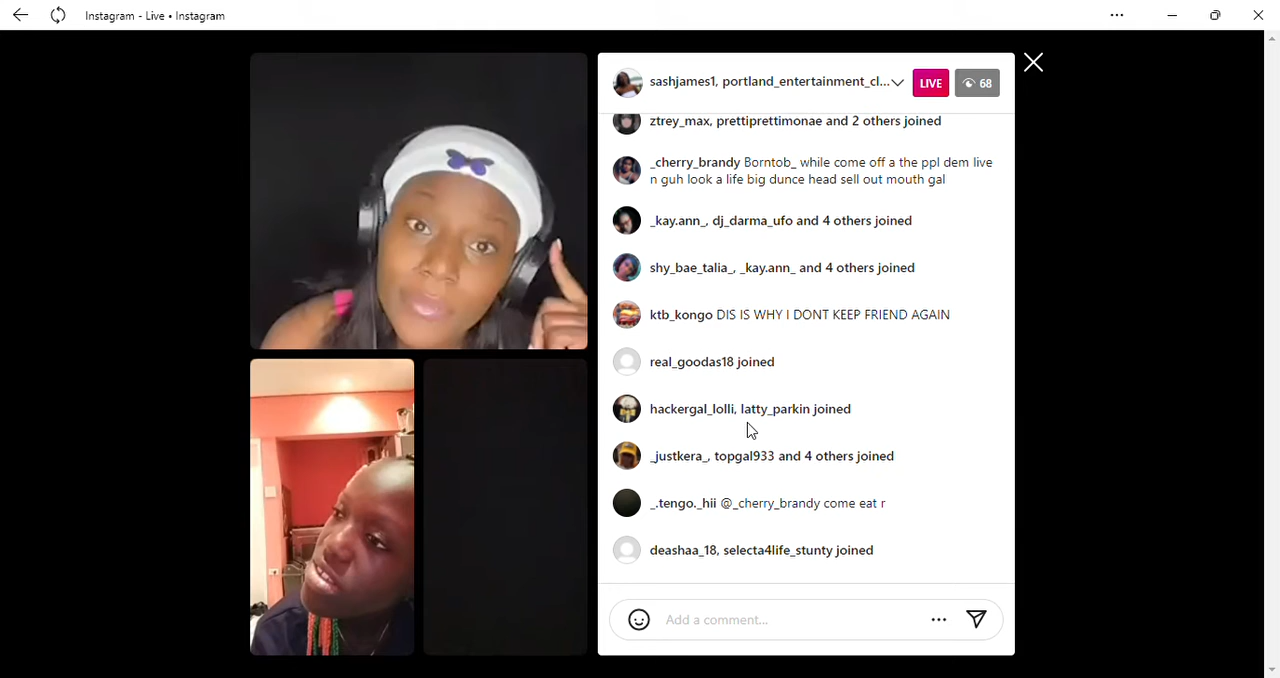 Instagram - Live • Instagram
sashjames1, portland_entertainment_cl...
LIVE
68
ztrey_max, prettiprettimonae and 2 others joined
_cherry_brandy Borntob_ while come off a the ppl dem live
n guh look a life big dunce head sell out mouth gal
_kay.ann_, dj_darma_ufo and 4 others joined
shy_bae_talia_, _kay.ann_ and 4 others joined
ktb_kongo DIS IS WHY I DONT KEEP FRIEND AGAIN
real_goodas18 joined
hackergal_lolli, latty_parkin joined
_justkera_, topgal933 and 4 others joined
_.tengo._hii @_cherry_brandy come eat r
deashaa_18, selecta4life_stunty joined
Add a comment...